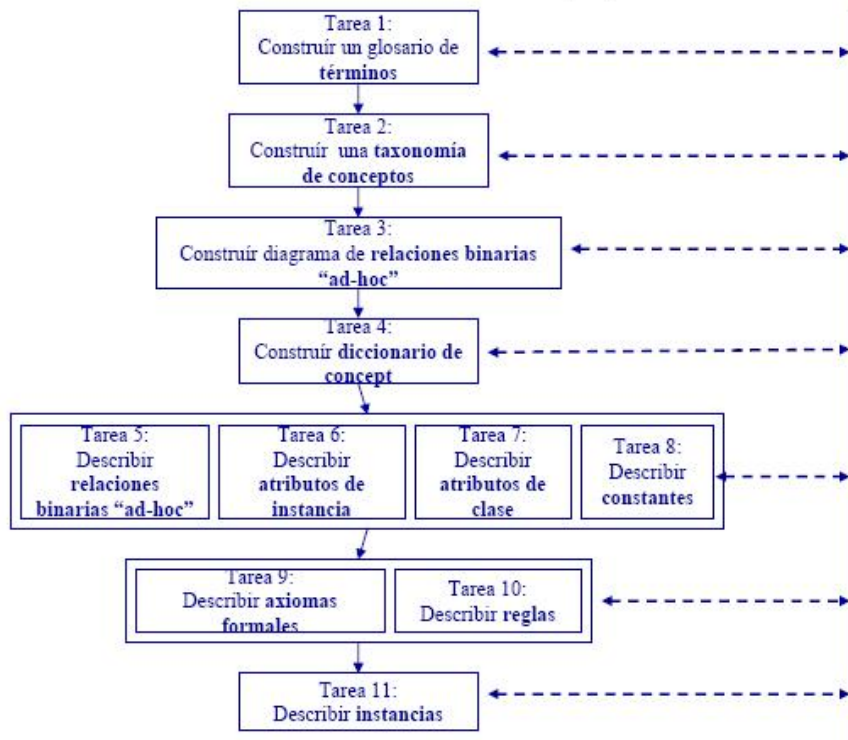 Tarea 1:
Construír un glosario de
términos
Tarea 2:
Construír una taxonomía
de conceptos
Tarea 3:
Construír diagrama de relaciones binarias
“ad-hoc”
Tarea 4:
Construír diccionario de
concept
Tarea 5:
Describir
relaciones
binarias “ad-hoc”
Tarea 6:
Describir
atributos de
instancia
Tarea 7:
Describir
atributos de
clase
Tarea 8:
Describir
constantes
Tarea 9:
Describir axiomas
formales
Tarea 10:
Describir reglas
Tarea 11:
Describir instancias